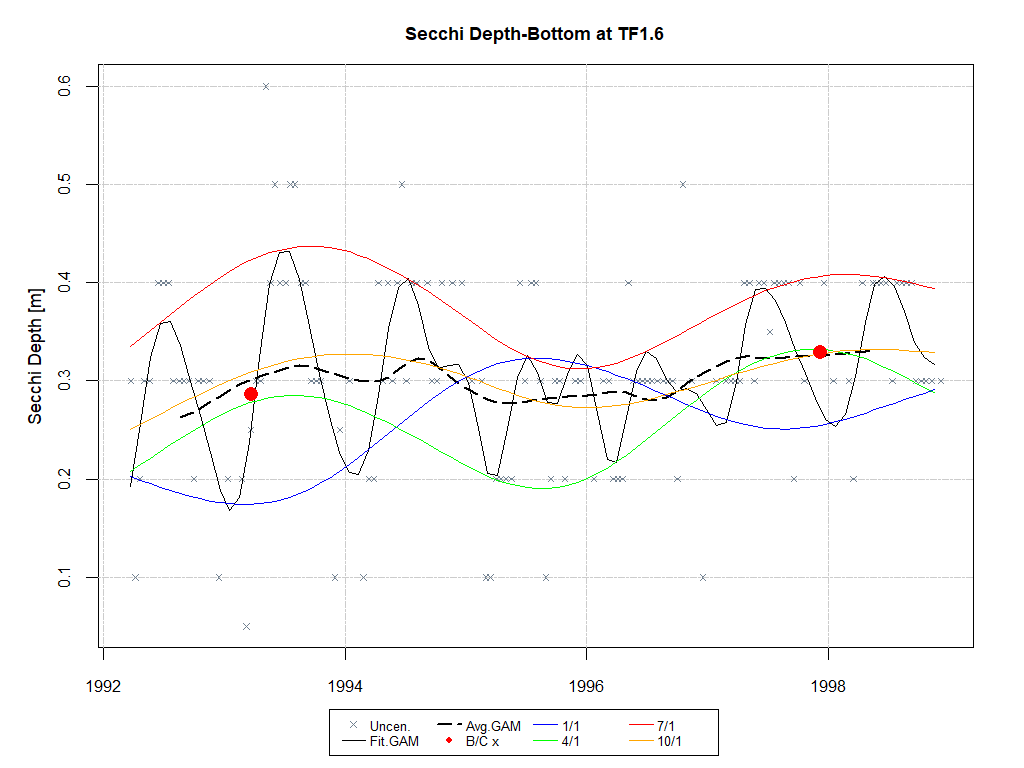 Secchi Depth-Bottom at TF1.6
Secchi Depth [m]
0.6
0.5
0.4
0.3
0.2
0.1
1992 1994 1996 1998
Uncen. Avg.GAM 1/1 7/1
Fit.GAM B/C x 4/1 10/1